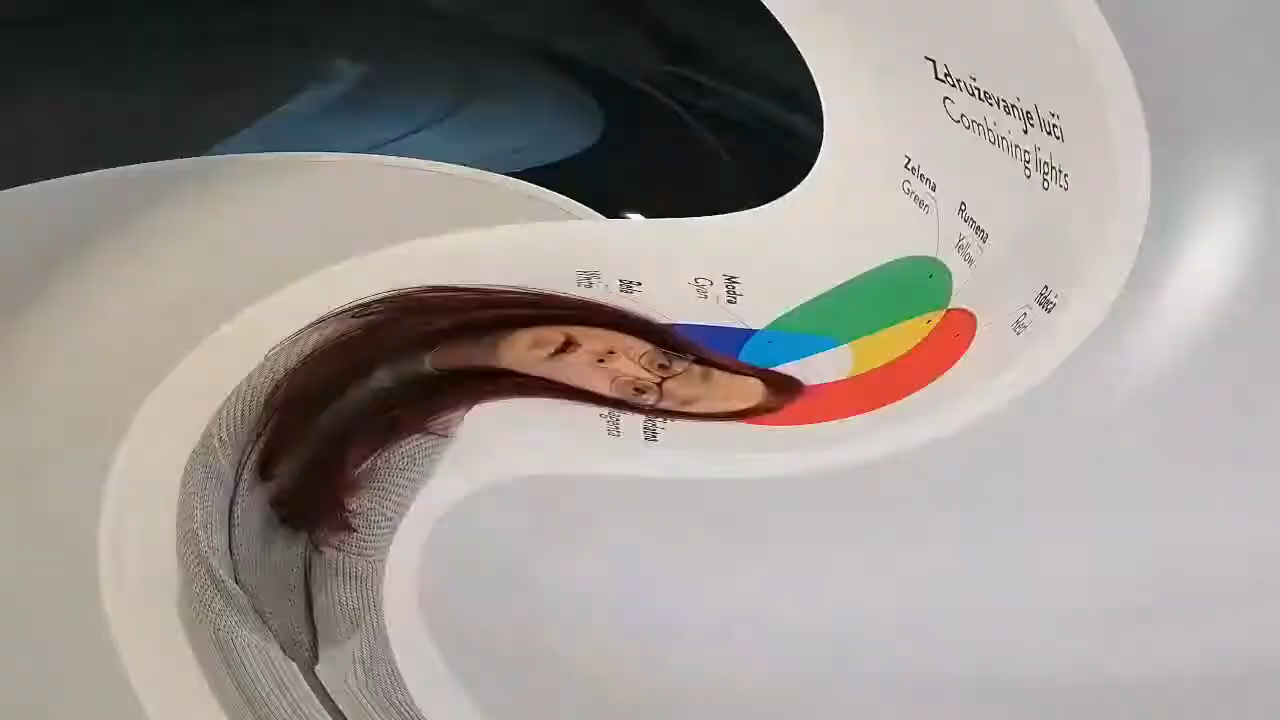 Združevanje luči
Combining lights
Zelena
Green
Rumena
Yellow
Rdeča
Red
Modra
Cyan
Bela
White